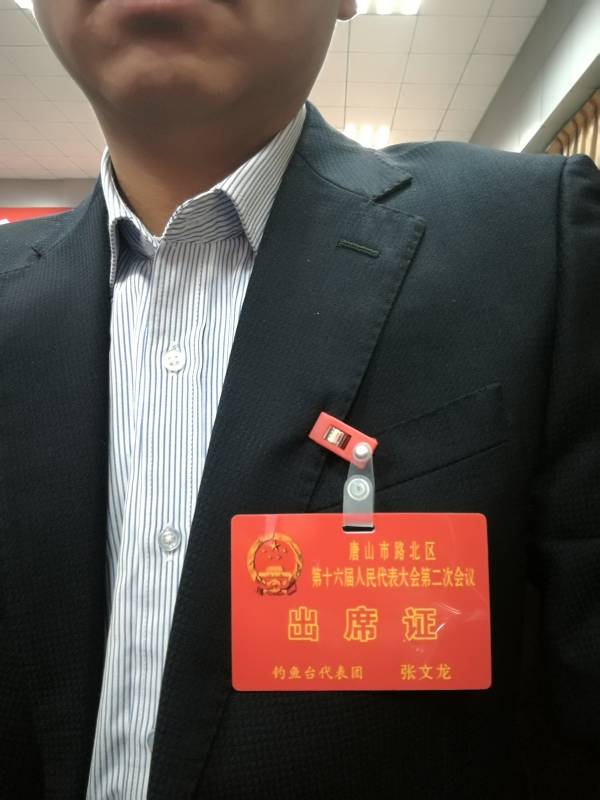 唐山市路北区
第十六届人民代表大会第二次会议
出席证
钓鱼台代表团 张文龙